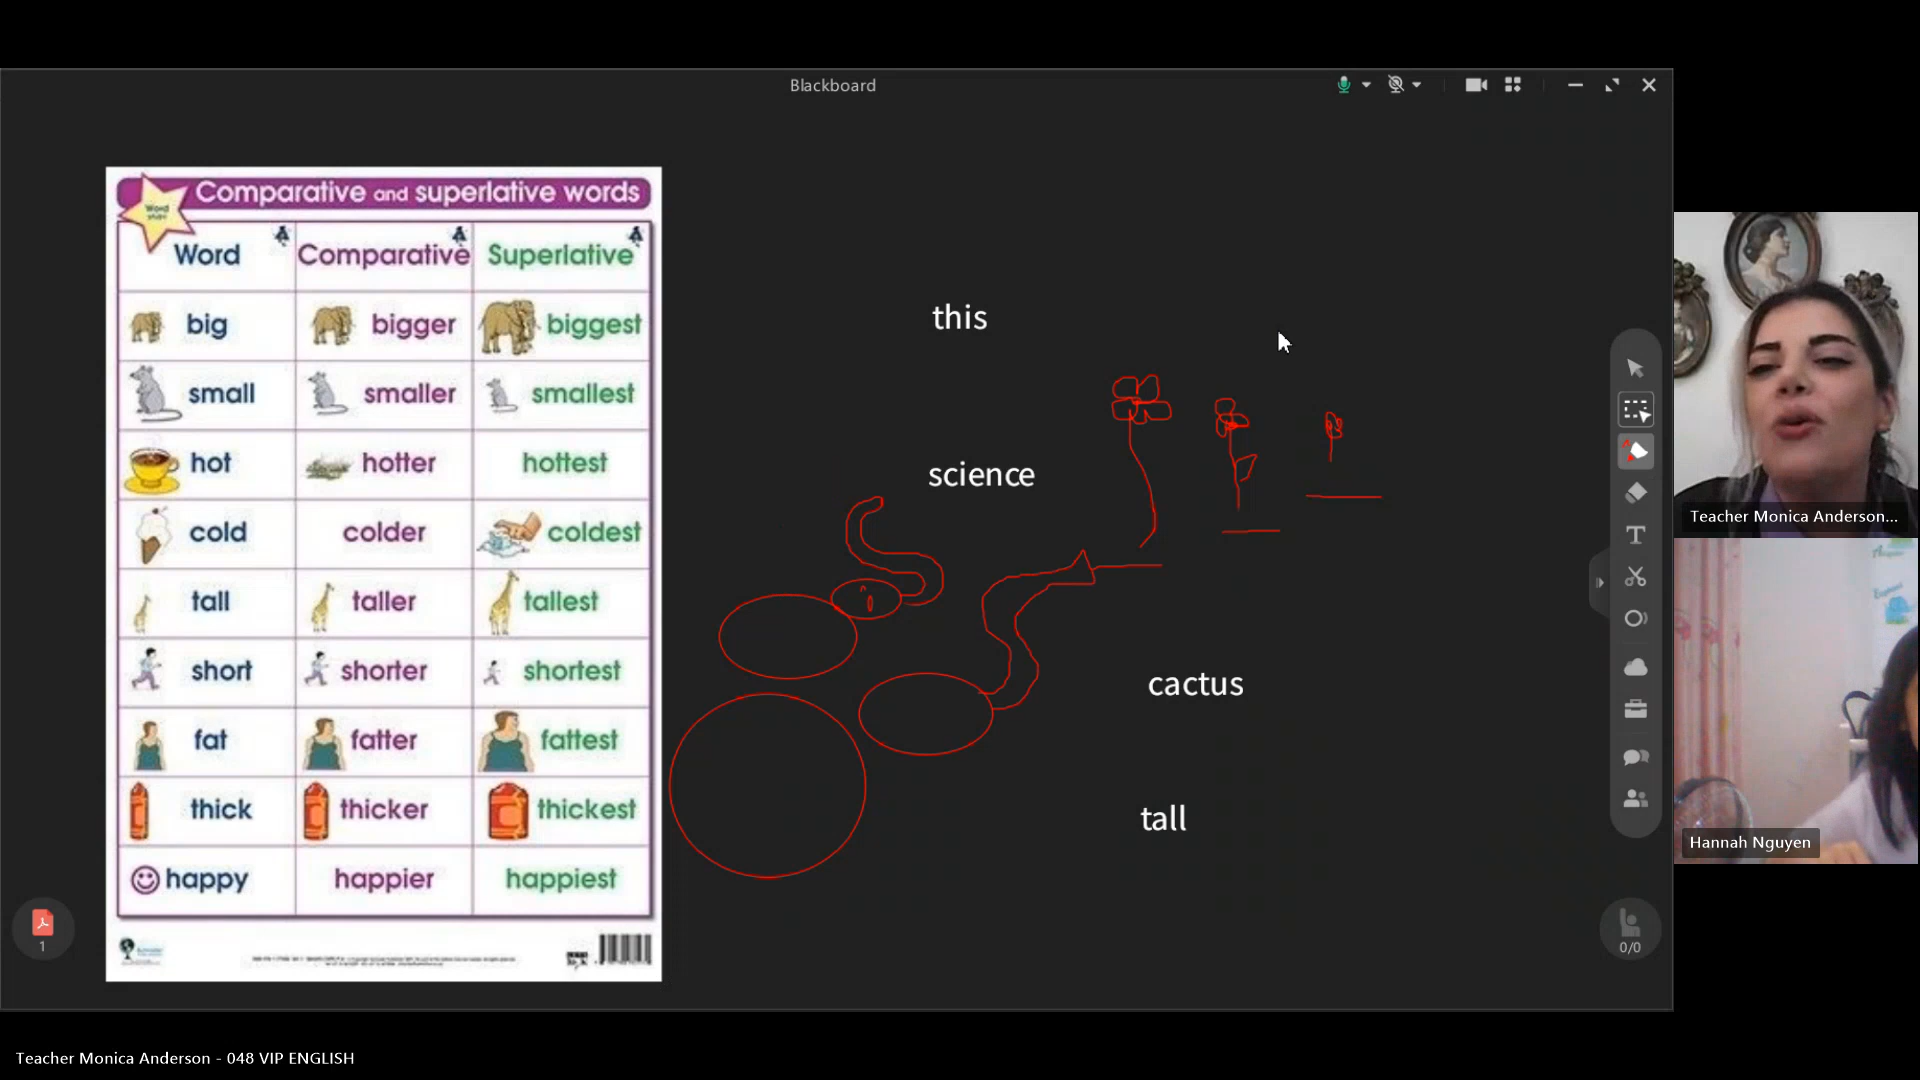 Blackboard
Comparative and superlative words
Word
Comparative
Superlative
big bigger biggest
small smaller smallest
hot hotter hottest
cold colder coldest
tall taller tallest
short shorter shortest
fat fatter fattest
thick thicker thickest
happy happier happiest
this
science
cactus
tall
1
0/0
Teacher Monica Anderson...
Hannah Nguyen
Teacher Monica Anderson - 048 VIP ENGLISH